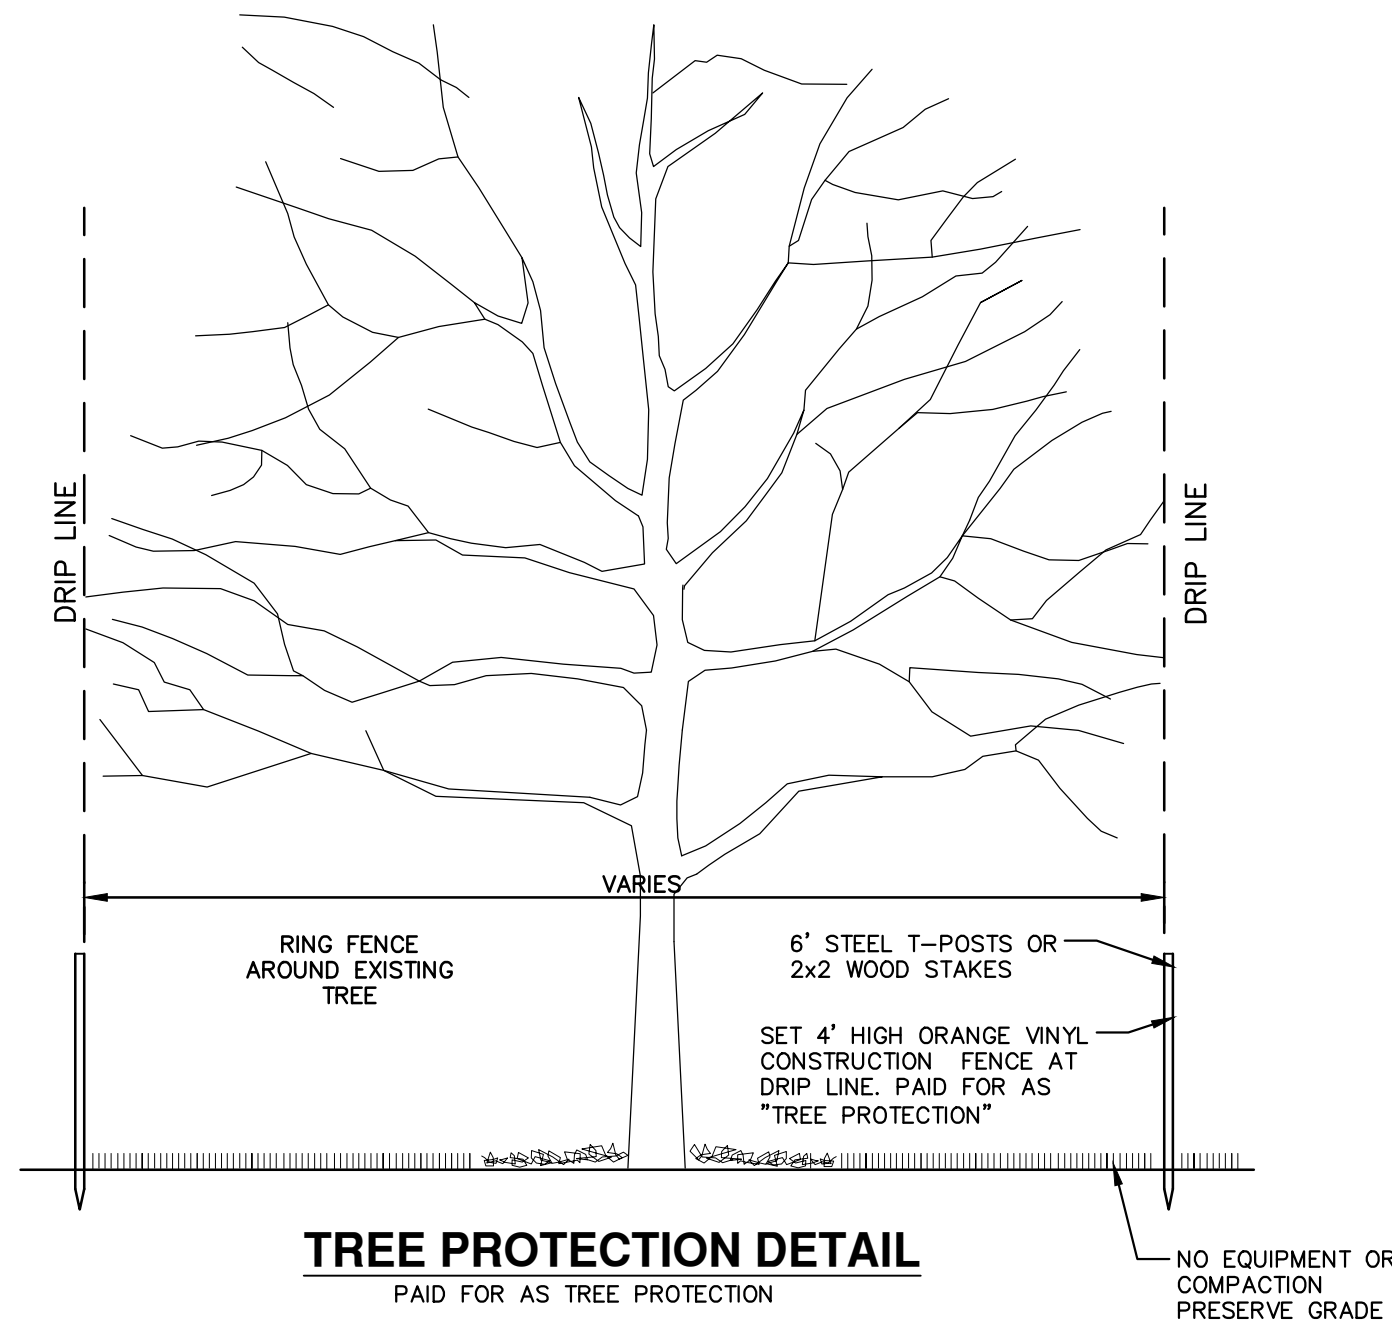 DRIP LINE
DRIP LINE
VARIES
RING FENCE
AROUND EXISTING
TREE
6' STEEL T-POSTS OR
2x2 WOOD STAKES
SET 4' HIGH ORANGE VINYL
CONSTRUCTION FENCE AT
DRIP LINE. PAID FOR AS
"TREE PROTECTION"
TREE PROTECTION DETAIL
PAID FOR AS TREE PROTECTION
NO EQUIPMENT OR
COMPACTION
PRESERVE GRADE